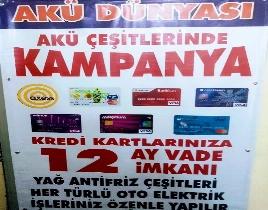 AKÜ DÜNYASI
AKÜ ÇEŞİTLERİNDE
KAMPANYA
KREDİ KARTLARINIZA
12 AY VADE
İMKANI
YAĞ ANTİFRİZ ÇEŞİTLERİ
HER TÜRLÜ OTO ELEKTRİK
İŞLERİNİZ ÖZENLE YAPILIR